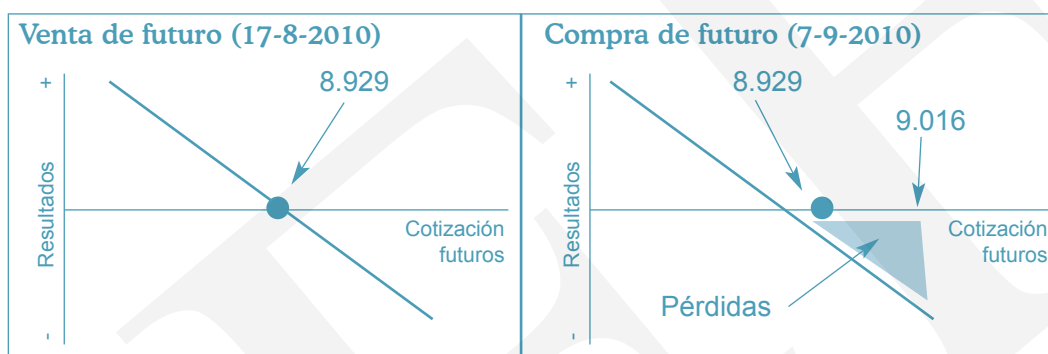 Venta de futuro (17-8-2010)
+
8.929
Resultados
Cotización
futuros
-
Compra de futuro (7-9-2010)
+
8.929
9.016
Resultados
Cotización
futuros
Pérdidas
-